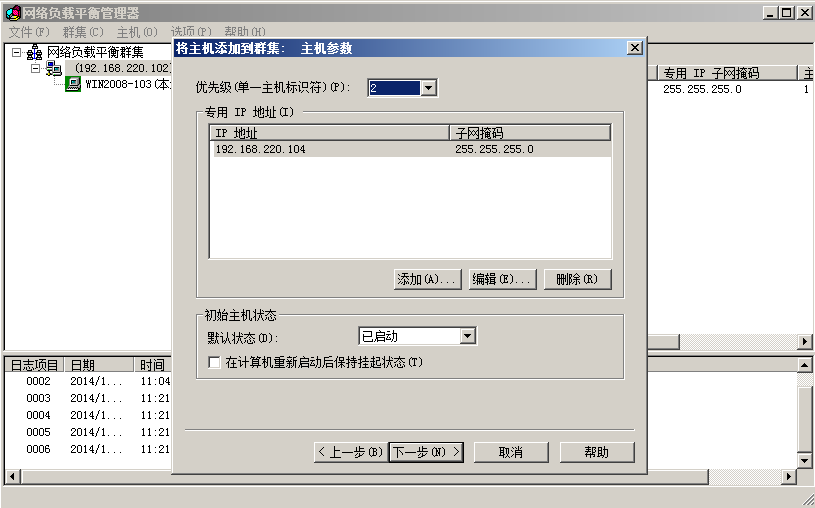 网络负载平衡管理器
文件(F) 群集(C) 主机(O) 选项(P) 帮助(H)
网络负载平衡群集
(192.168.220.102)
WIN2008-103(本
将主机添加到群集: 主机参数
优先级(单一主机标识符)(P): 2
专用 IP 地址(I)
IP 地址 子网掩码
192.168.220.104 255.255.255.0
添加(A)... 编辑(E)... 删除(R)
初始主机状态
默认状态(D): 已启动
在计算机重新启动后保持挂起状态(T)
< 上一步(B) 下一步(N) > 取消 帮助
专用 IP 子网掩码 主
255.255.255.0 1
日志项目 日期 时间
0002 2014/1... 11:04
0003 2014/1... 11:21
0004 2014/1... 11:21
0005 2014/1... 11:21
0006 2014/1... 11:21